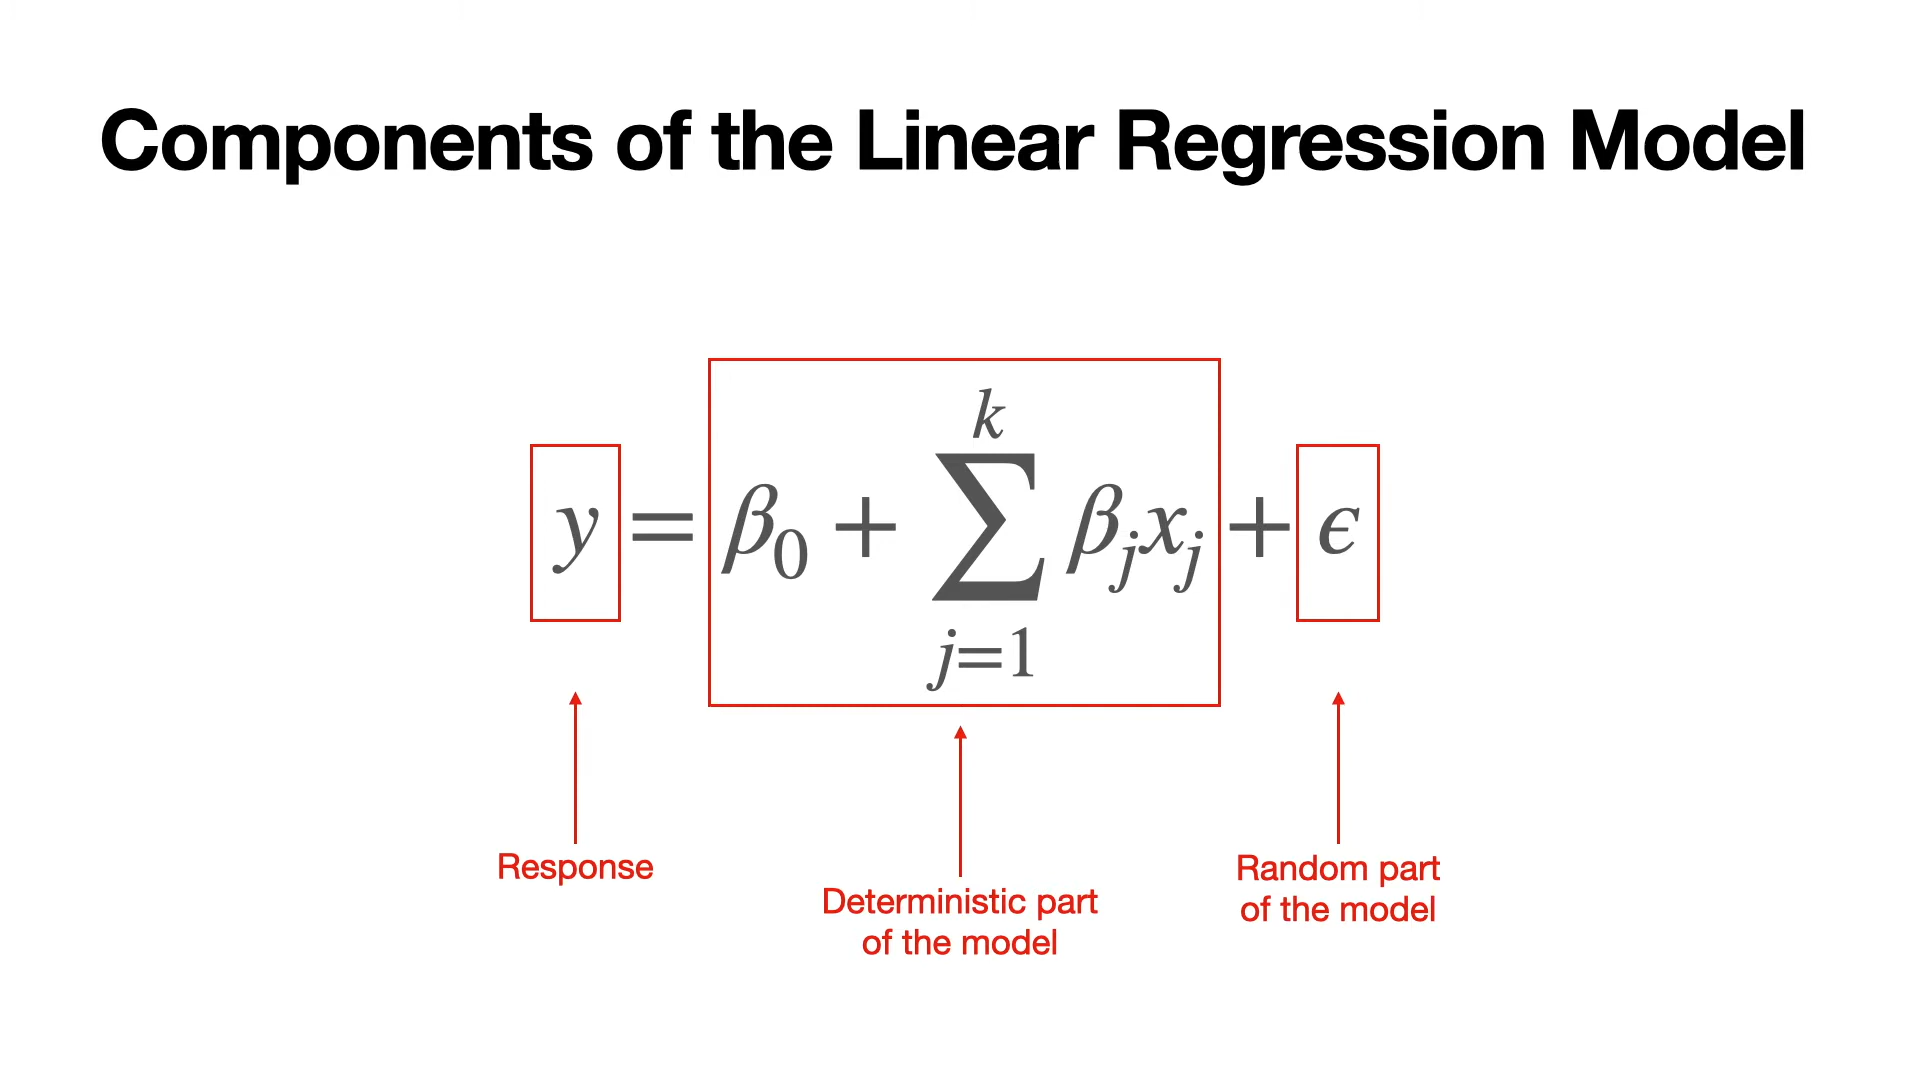 Components of the Linear Regression Model
k
y = β₀ + ∑ βⱼxⱼ + ϵ
j=1
Response
Deterministic part
of the model
Random part
of the model